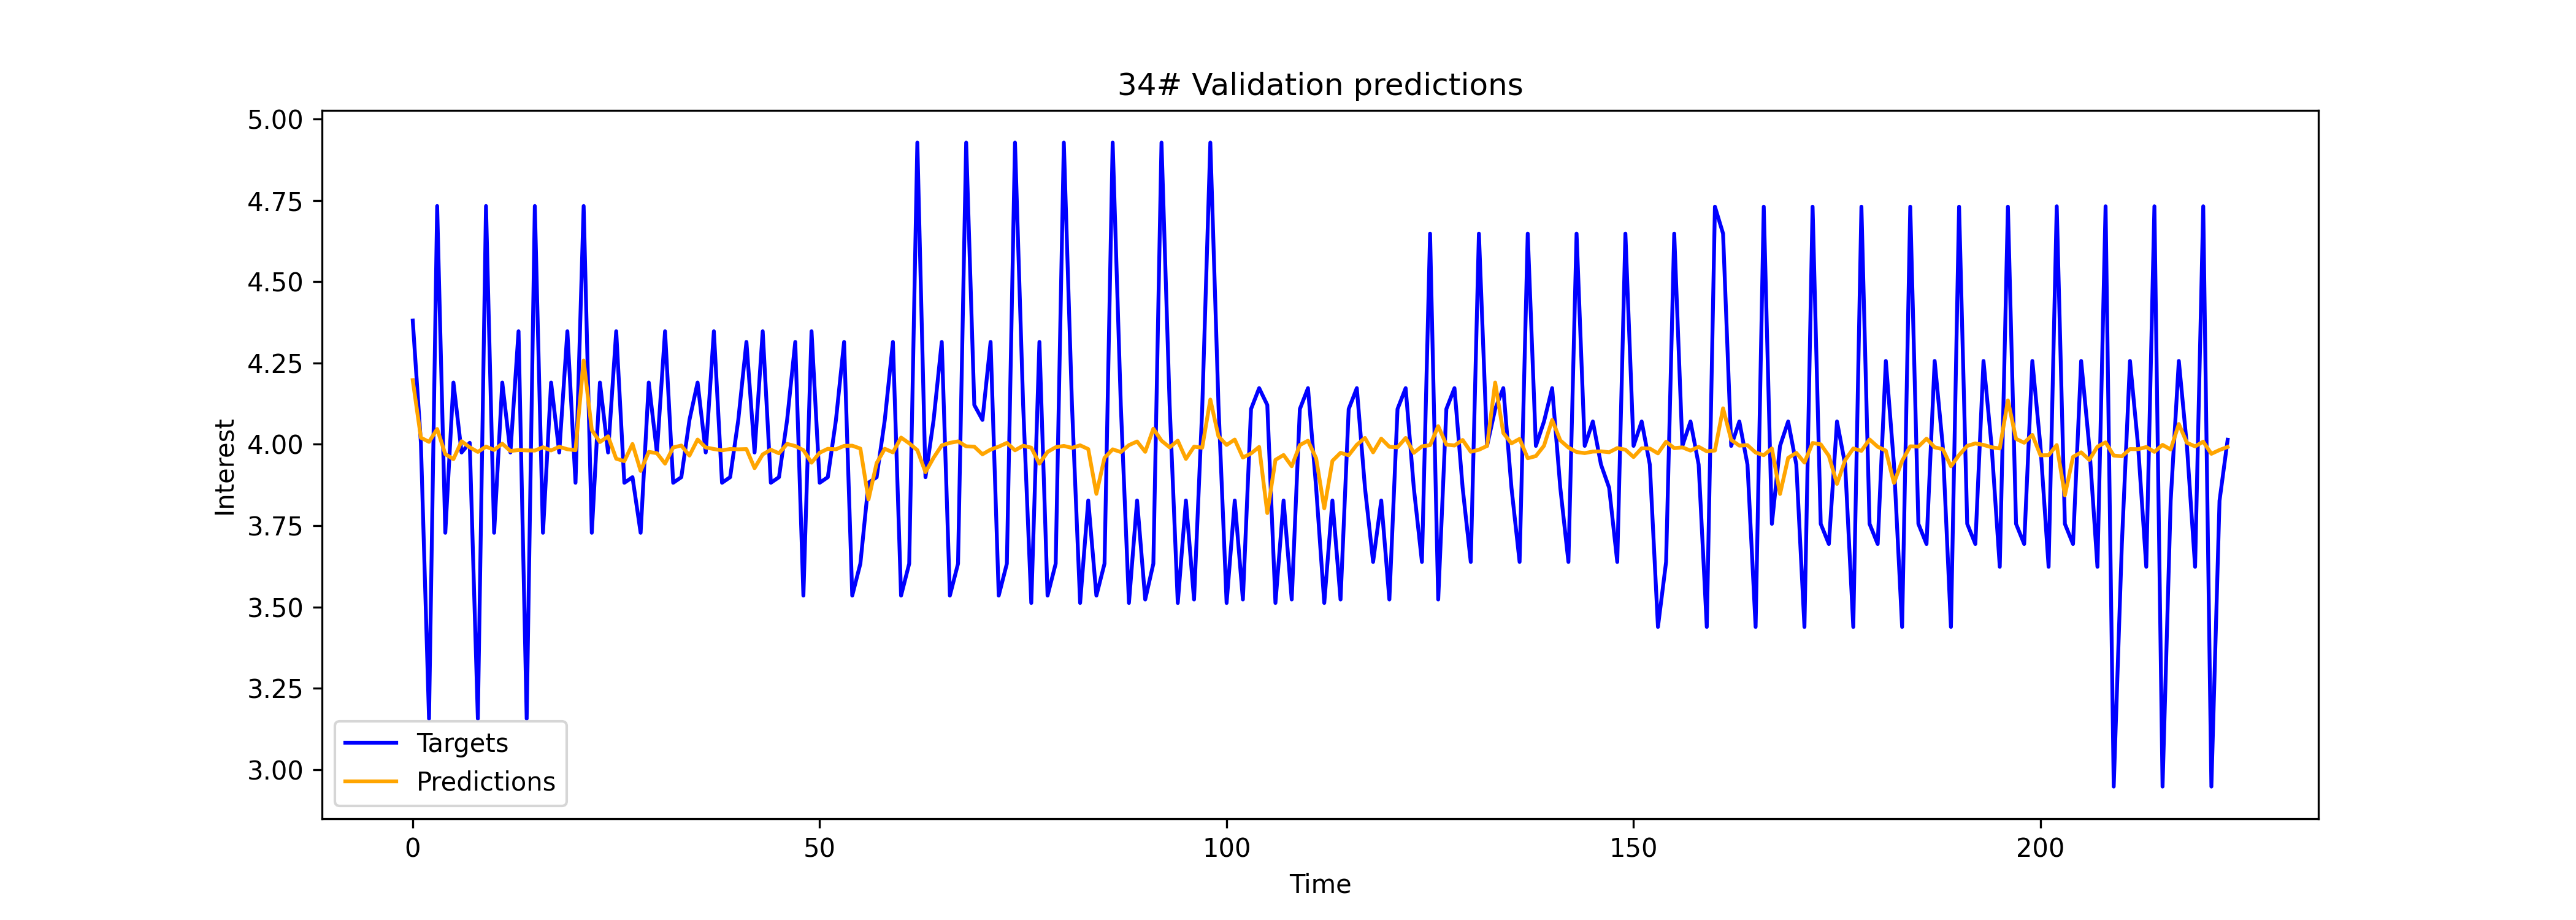 34# Validation predictions
5.00
4.75
4.50
4.25
4.00
3.75
3.50
3.25
3.00
Interest
Targets
Predictions
0 50 100 150 200
Time